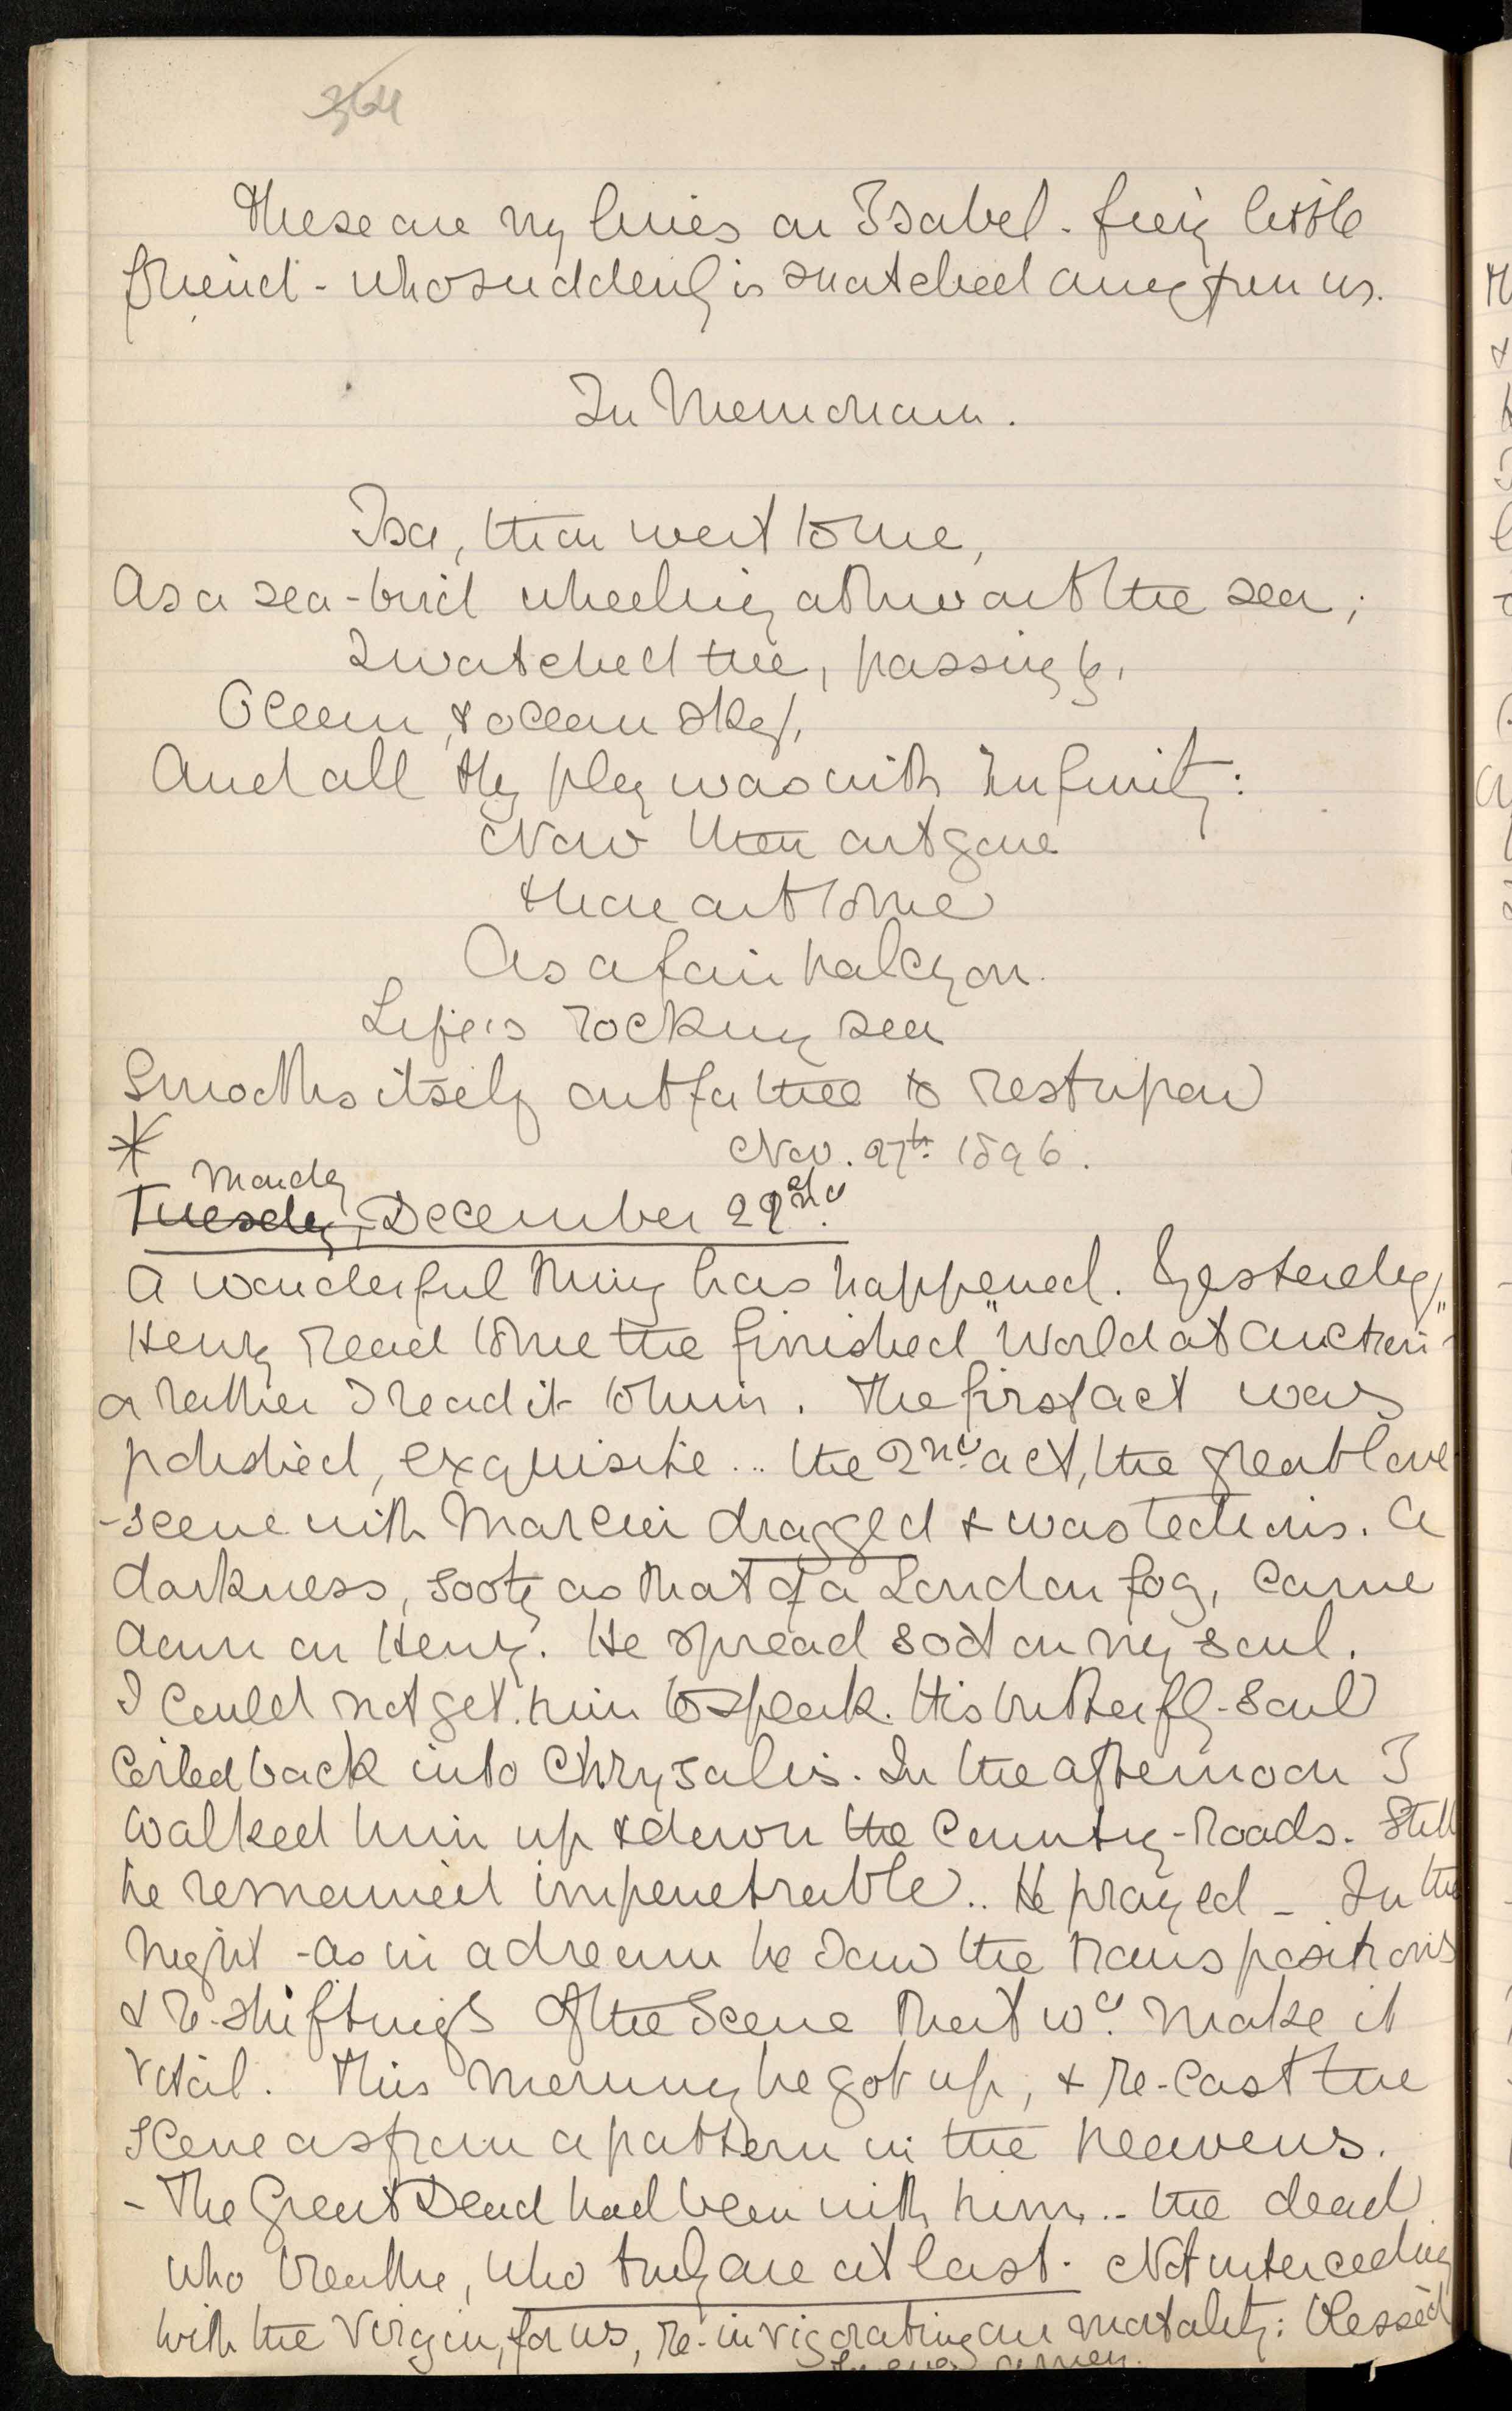 364
These are my lines on Isabel. fiery little
friend - who suddenly is snatched away from us.
In Memoriam.
Isa, thou wert to me,
As a sea-bird wheeling athwart the sea;
I watched thee, passing by,
Ocean, & ocean sky,
And all thy play was with Infinity:
Now thou art gone
thou art to me
As a fair halcyon.
Life's rocking sea
Smooths itself out for thee to rest upon
Nov. 27th 1896.
*
Monday
Tuesday, December
A wonderful thing has happened. Yesterday,
Henry read to me the finished "World at Auction"
or rather I read it to him. The first act was
polished, exquisite... the 2nd act, the great love
-scene with Marcia dragged & was tedious. A
darkness, sooty as that of a London fog, came
down on Henry. He spread soot on my soul.
I could not get him to speak. His butterfly-soul
coiled back into chrysalis. In the afternoon I
walked him up & down the country-roads. Still
he remained impenetrable.. He prayed - In the
night - as in a dream he saw the transpositions
& re-shiftings of the scene that wd. make it
vital. This morning he got up, & re-cast the
scene as from a pattern in the heavens.
- The Great Dead had been with him .. the dead
who breathe, who truly are at last. Not interceding
with the Virgin, for us, re-invigorating our mortality: blessèd